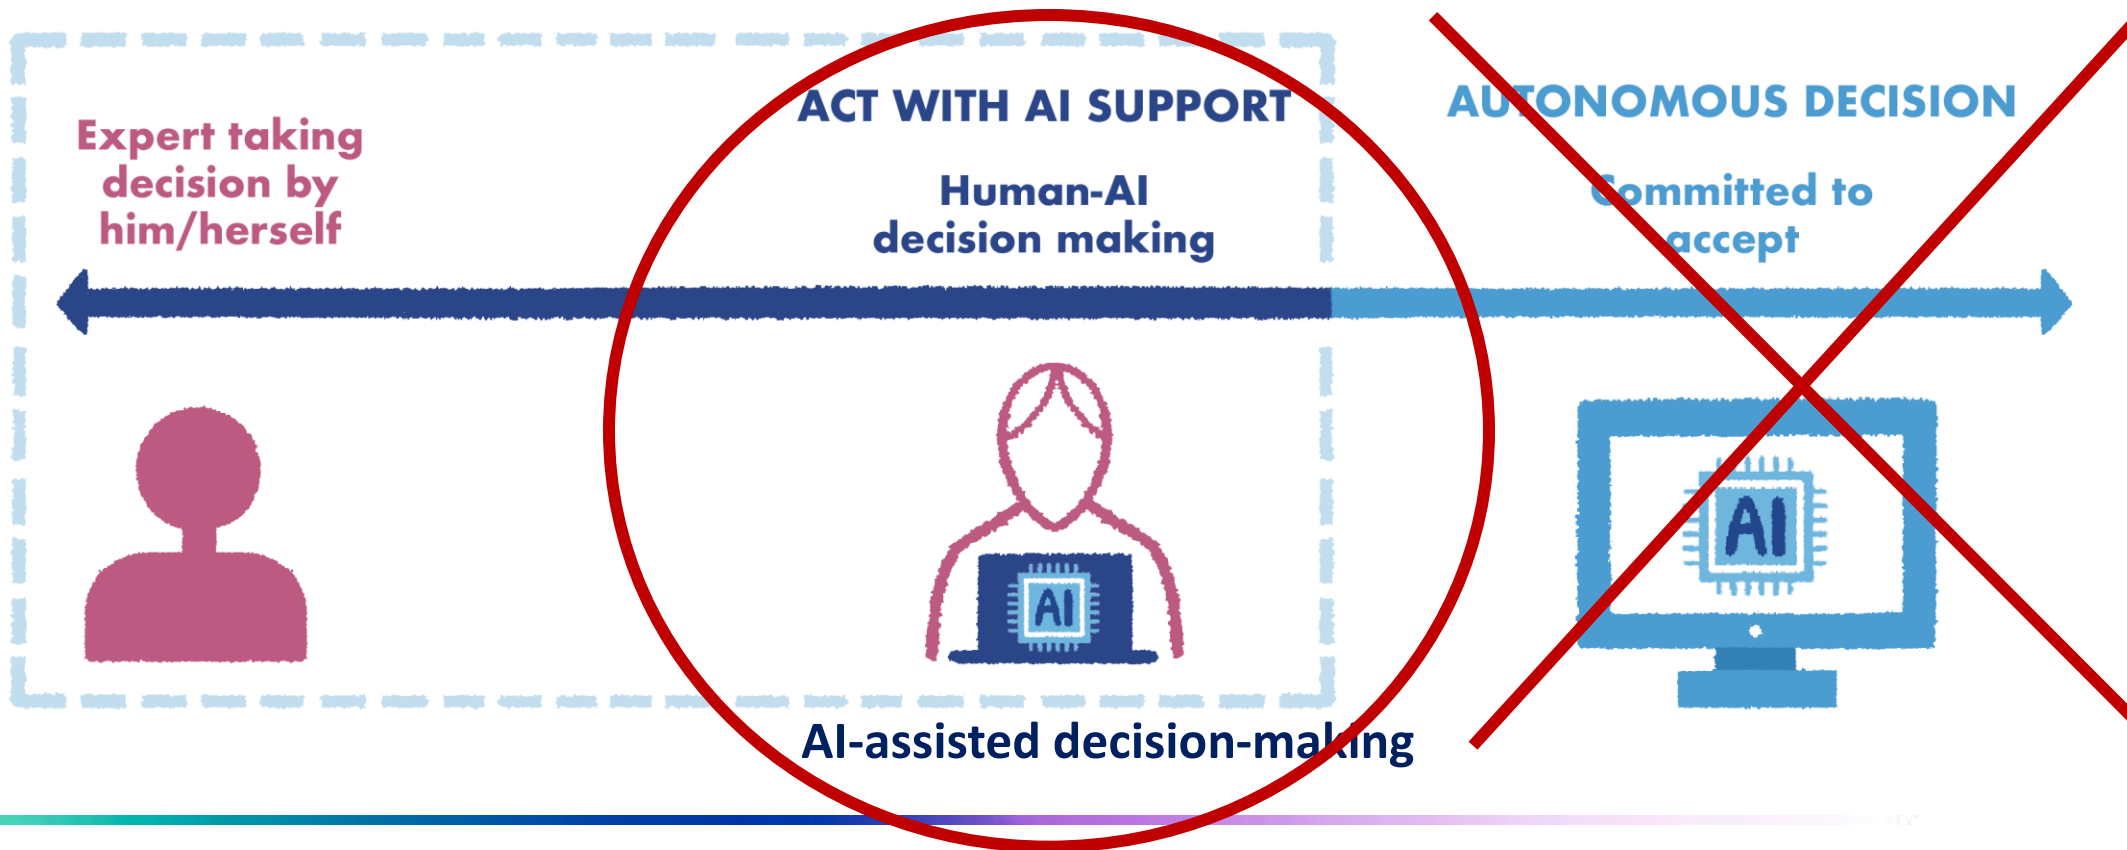 Expert taking
decision by
him/herself
ACT WITH AI SUPPORT
Human-AI
decision making
AUTONOMOUS DECISION
Committed to
accept
AI
AI
AI-assisted decision-making